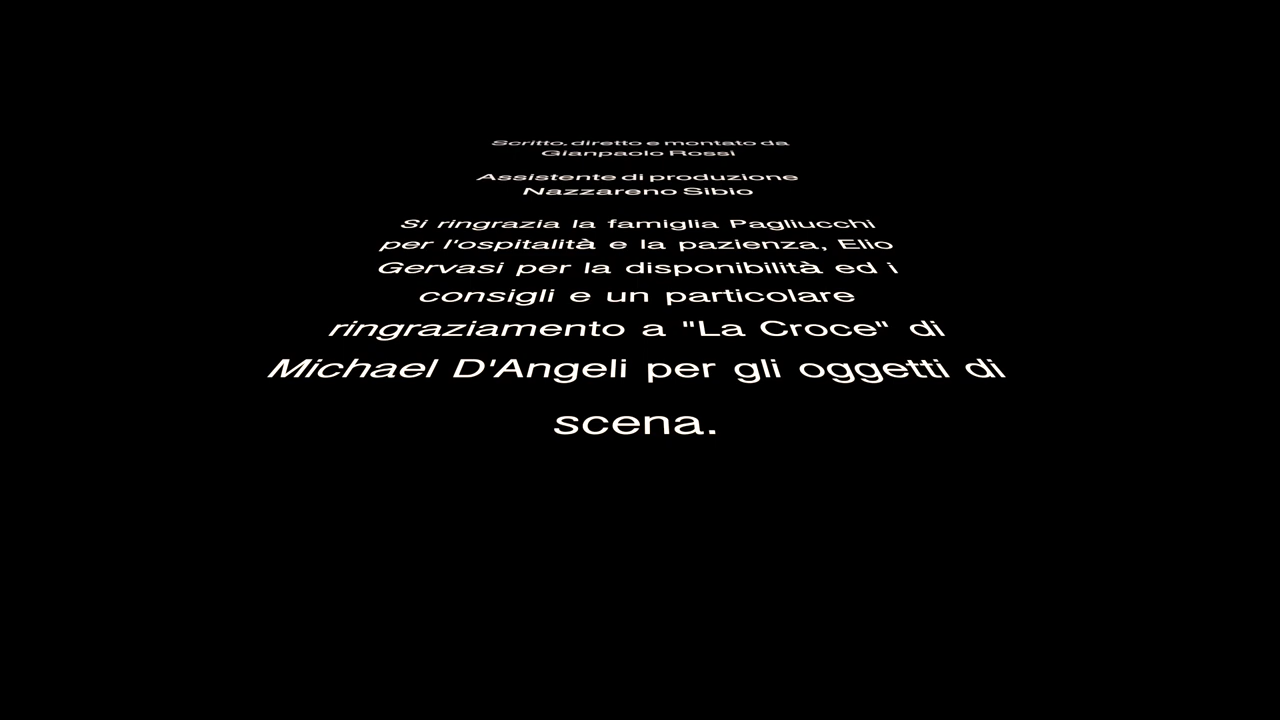 Scritto, diretto e montato da
Gianpaolo Rossi
Assistente di produzione
Nazzareno Sibio
Si ringrazia la famiglia Pagliucchi
per l'ospitalità e la pazienza, Elio
Gervasi per la disponibilità ed i
consigli e un particolare
ringraziamento a "La Croce" di
Michael D'Angeli per gli oggetti di
scena.